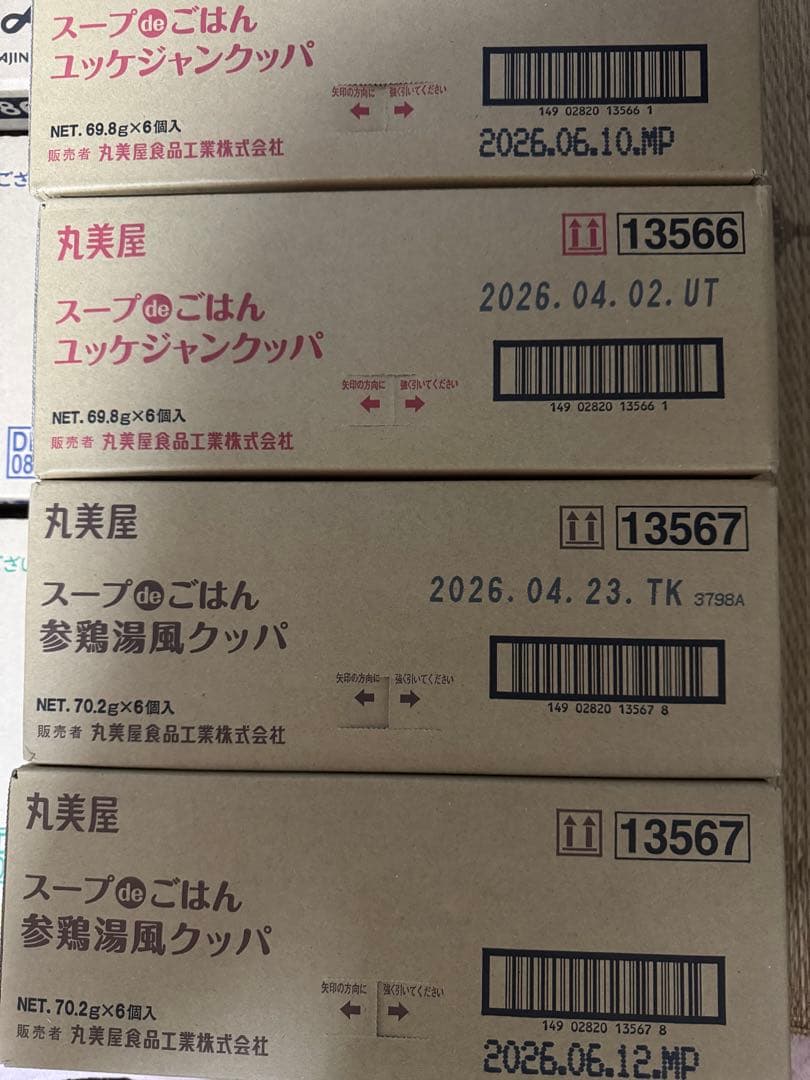 スープdeごはん
ユッケジャンクッパ
矢印の方向に 強く引いてください
NET. 69.8g×6個入
販売者 丸美屋食品工業株式会社
149 02820 13566 1
2026.06.10.MP
丸美屋
13566
2026.04.02.UT
スープdeごはん
ユッケジャンクッパ
矢印の方向に 強く引いてください
NET. 69.8g×6個入
販売者 丸美屋食品工業株式会社
149 02820 13566 1
丸美屋
13567
2026.04.23.TK 3798A
スープdeごはん
参鶏湯風クッパ
矢印の方向に 強く引いてください
NET. 70.2g×6個入
販売者 丸美屋食品工業株式会社
149 02820 13567 8
丸美屋
13567
スープdeごはん
参鶏湯風クッパ
矢印の方向に 強く引いてください
NET. 70.2g×6個入
販売者 丸美屋食品工業株式会社
149 02820 13567 8
2026.06.12.MP
AJIN
ござ
08
ござい